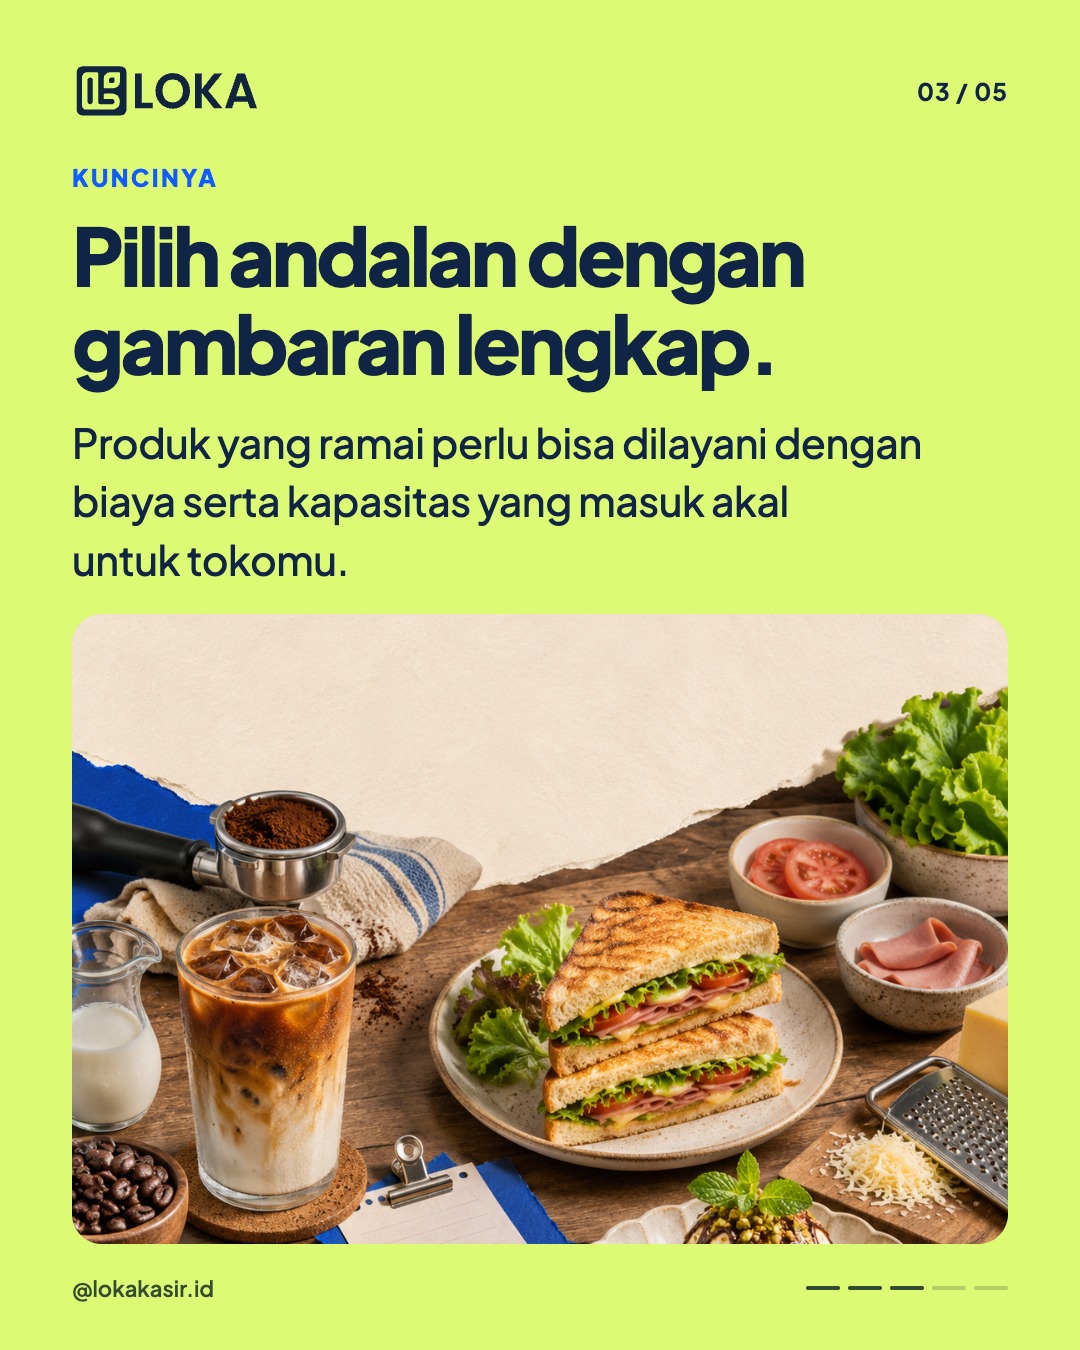 LOKA
03 / 05
KUNCINYA
Pilih andalan dengan
gambaran lengkap.
Produk yang ramai perlu bisa dilayani dengan
biaya serta kapasitas yang masuk akal
untuk tokomu.
@lokakasir.id